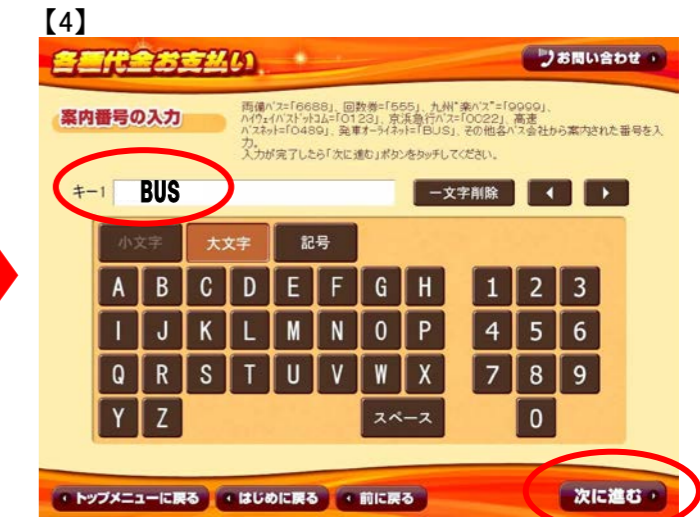 【4】
各種代金お支払い
お問い合わせ
案内番号の入力
両備バス=「6688」、回数券=「555」、九州"楽バス"=「9999」、
ハイウェイバスドットコム=「0123」、京浜急行バス=「0022」、高速
バスネット=「0489」、発車オーライネット=「BUS」、その他各バス会社から案内された番号を入
力。
入力が完了したら「次に進む」ボタンをタッチしてください。
キー1 BUS 一文字削除
小文字 大文字 記号
A B C D E F G H 1 2 3
I J K L M N O P 4 5 6
Q R S T U V W X 7 8 9
Y Z スペース 0
トップメニューに戻る はじめに戻る 前に戻る 次に進む